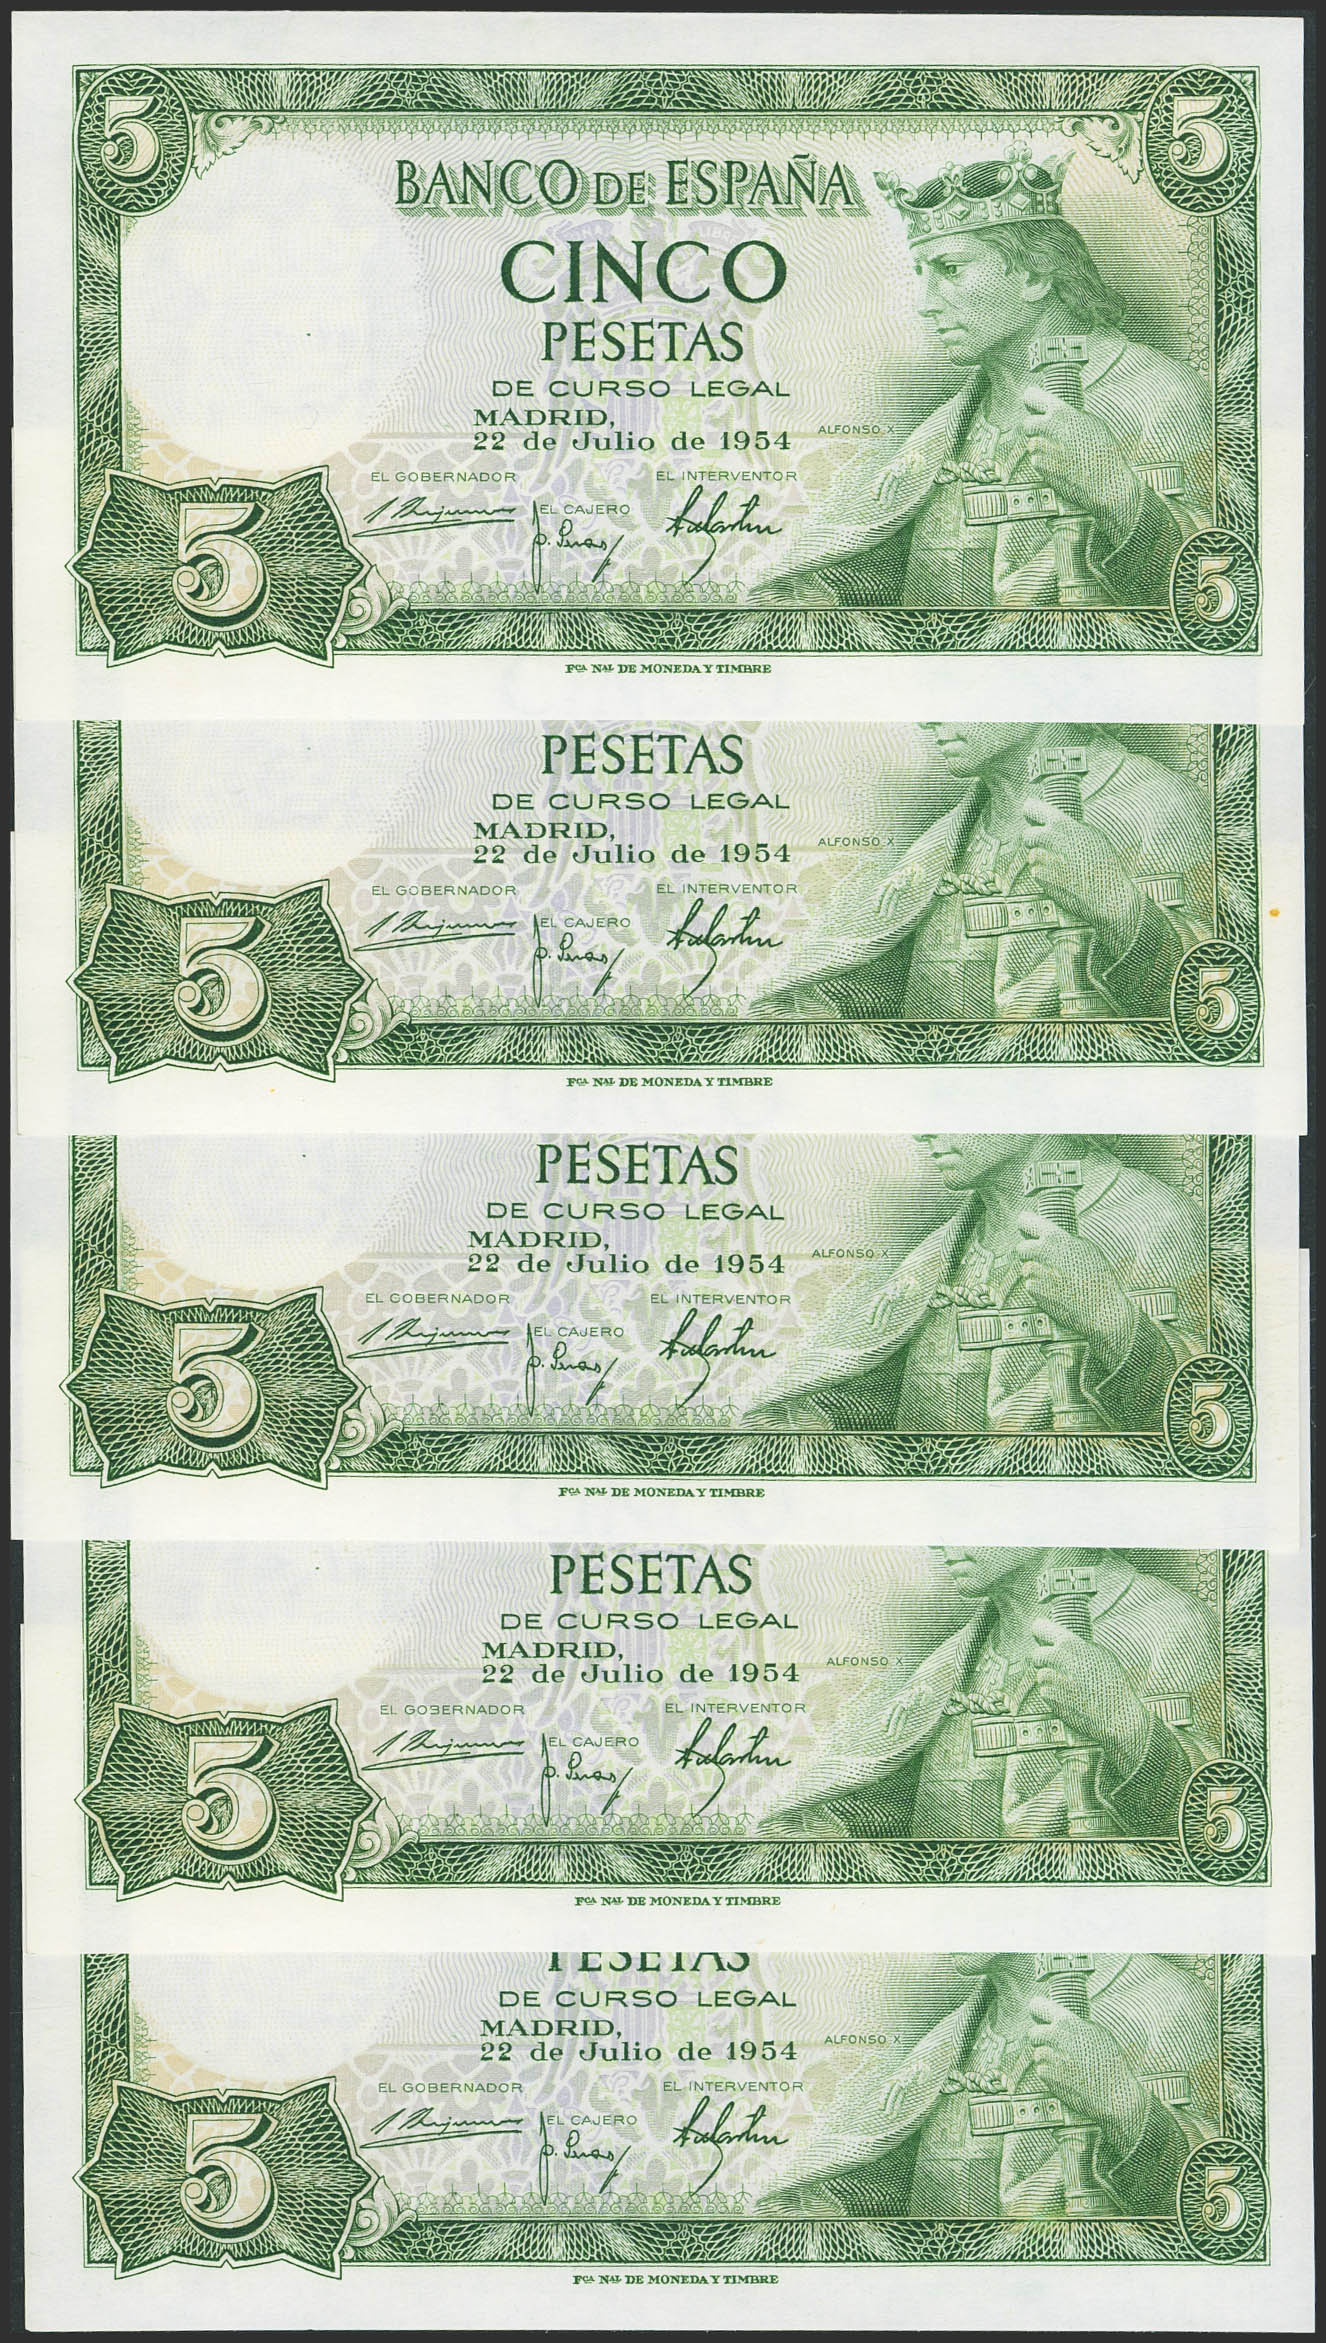 5 5
BANCO DE ESPAÑA
CINCO
PESETAS
DE CURSO LEGAL
MADRID,
22 de Julio de 1954
ALFONSO X
EL GOBERNADOR EL INTERVENTOR
EL CAJERO
5 5
Fca NAL DE MONEDA Y TIMBRE
PESETAS
DE CURSO LEGAL
MADRID,
22 de Julio de 1954
ALFONSO X
EL GOBERNADOR EL INTERVENTOR
EL CAJERO
5 5
Fca NAL DE MONEDA Y TIMBRE
PESETAS
DE CURSO LEGAL
MADRID,
22 de Julio de 1954
ALFONSO X
EL GOBERNADOR EL INTERVENTOR
EL CAJERO
5 5
Fca NAL DE MONEDA Y TIMBRE
PESETAS
DE CURSO LEGAL
MADRID,
22 de Julio de 1954
ALFONSO X
EL GOBERNADOR EL INTERVENTOR
EL CAJERO
5 5
Fca NAL DE MONEDA Y TIMBRE
PESETAS
DE CURSO LEGAL
MADRID,
22 de Julio de 1954
ALFONSO X
EL GOBERNADOR EL INTERVENTOR
EL CAJERO
5 5
Fca NAL DE MONEDA Y TIMBRE